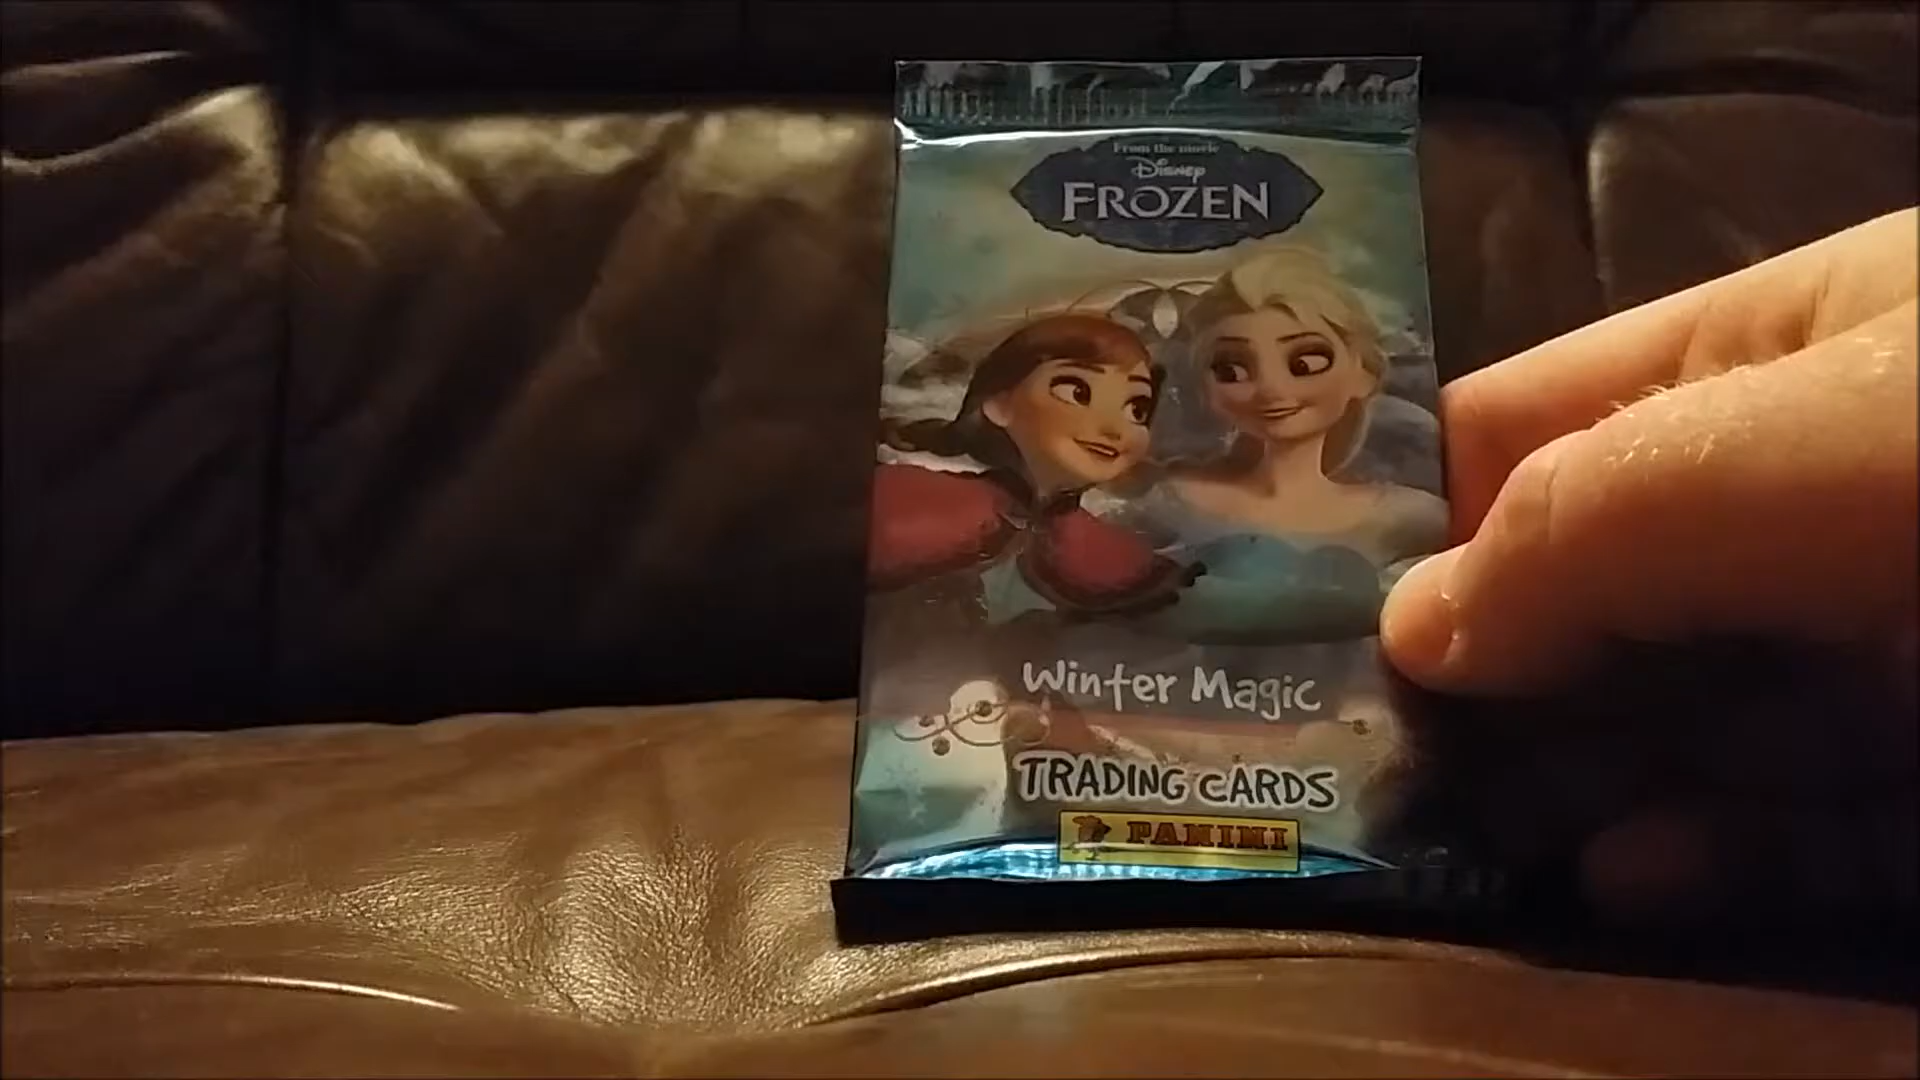 From the movie
Disney
FROZEN
Winter Magic
TRADING CARDS
PANINI